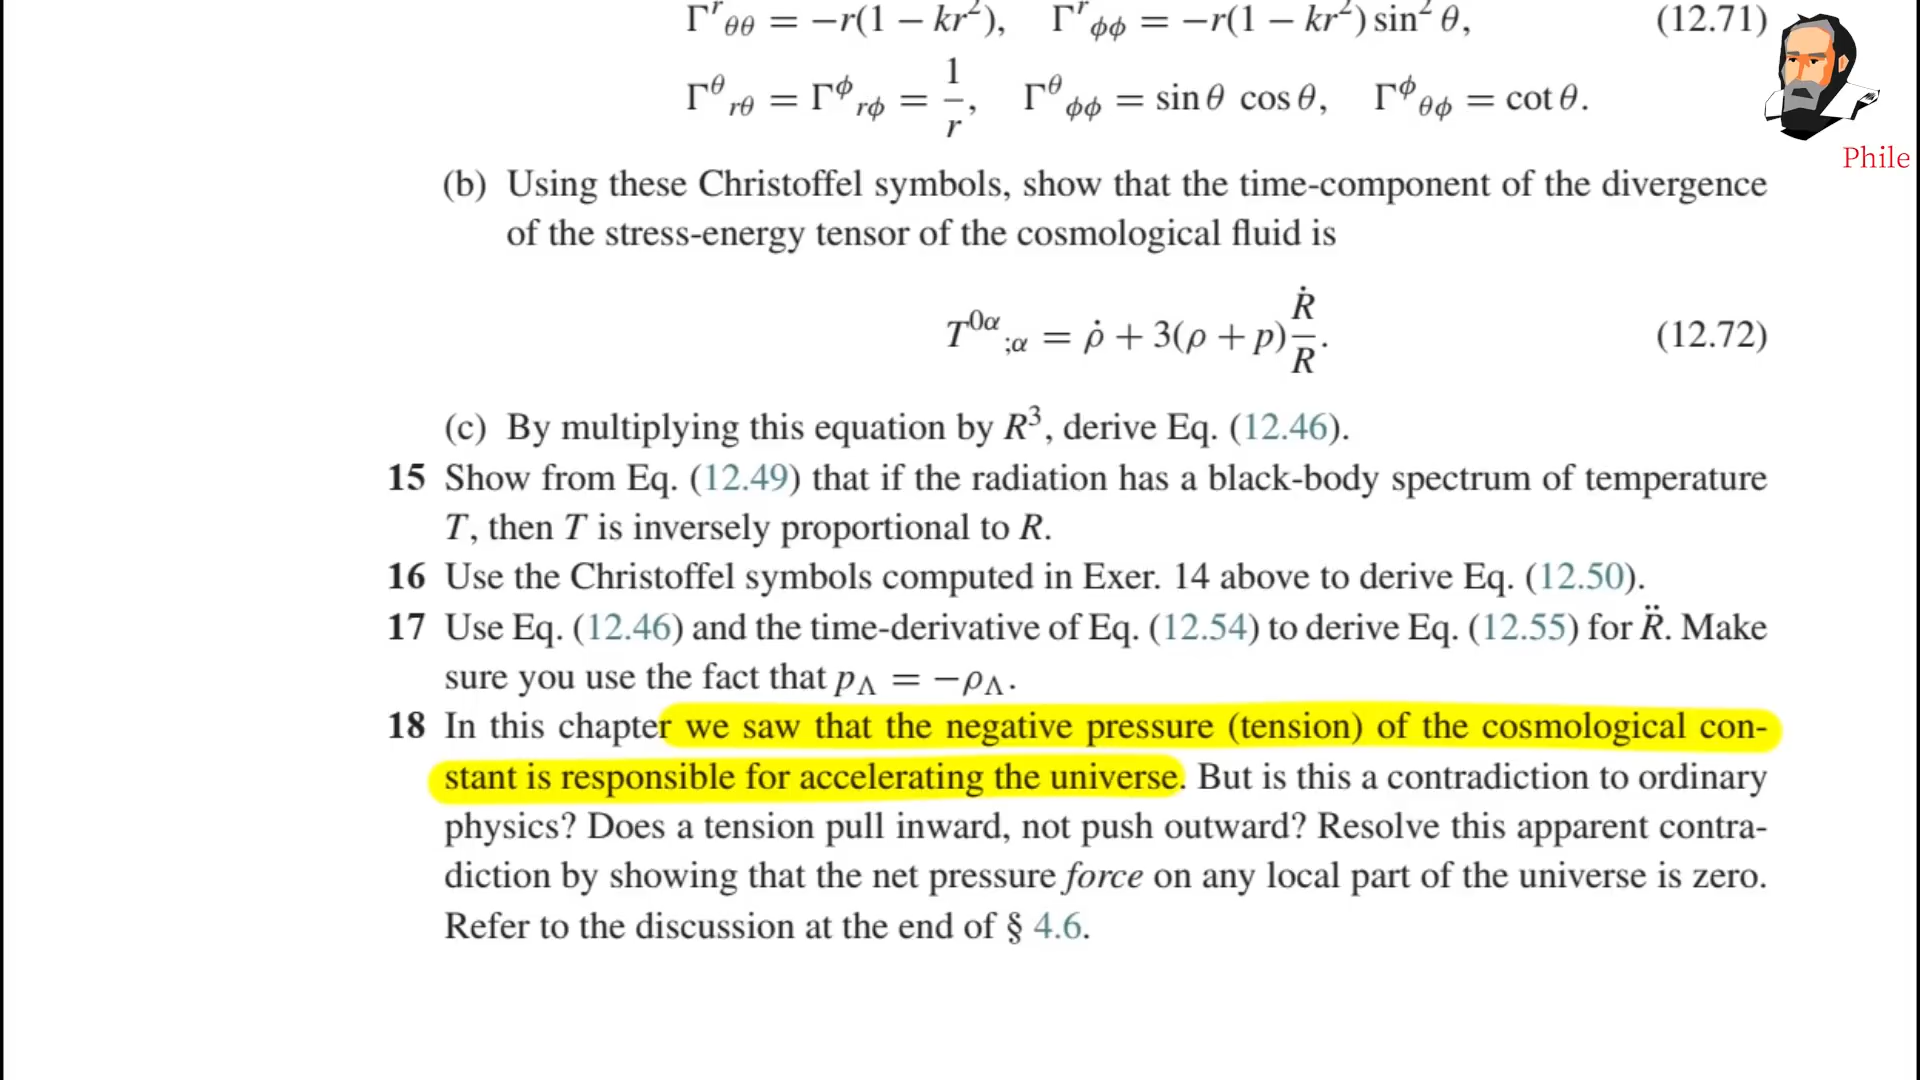 Γʳ_θθ = −r(1 − kr²), Γʳ_ϕϕ = −r(1 − kr²) sin² θ, (12.71)
Γ^θ_rθ = Γ^ϕ_rϕ = 1/r, Γ^θ_ϕϕ = sin θ cos θ, Γ^ϕ_θϕ = cot θ.
Phile
(b) Using these Christoffel symbols, show that the time-component of the divergence
of the stress-energy tensor of the cosmological fluid is
T^{0α}_{;α} = ρ̇ + 3(ρ + p)Ṙ/R. (12.72)
(c) By multiplying this equation by R³, derive Eq. (12.46).
15 Show from Eq. (12.49) that if the radiation has a black-body spectrum of temperature
T, then T is inversely proportional to R.
16 Use the Christoffel symbols computed in Exer. 14 above to derive Eq. (12.50).
17 Use Eq. (12.46) and the time-derivative of Eq. (12.54) to derive Eq. (12.55) for R̈. Make
sure you use the fact that p_Λ = −ρ_Λ.
18 In this chapter we saw that the negative pressure (tension) of the cosmological con-
stant is responsible for accelerating the universe. But is this a contradiction to ordinary
physics? Does a tension pull inward, not push outward? Resolve this apparent contra-
diction by showing that the net pressure force on any local part of the universe is zero.
Refer to the discussion at the end of § 4.6.